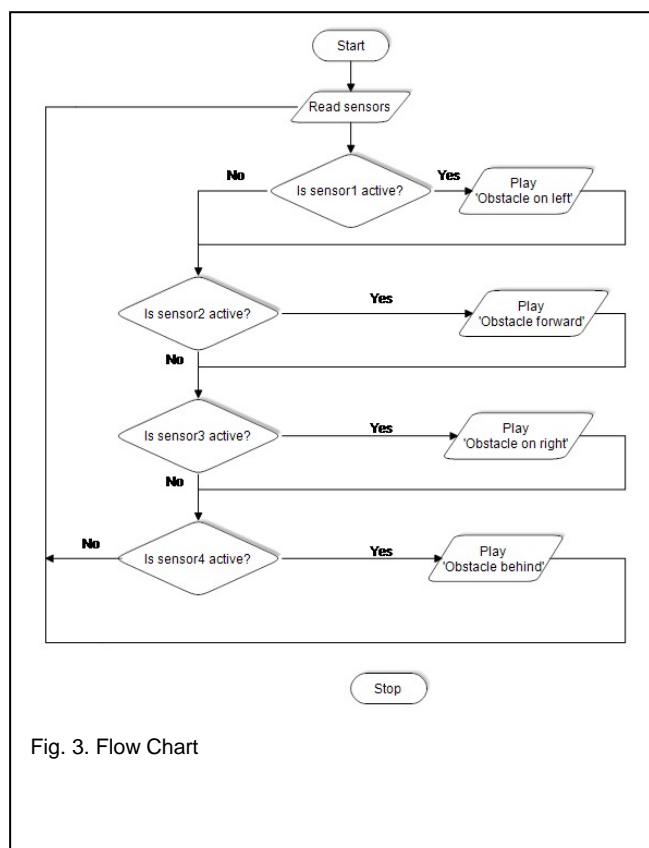 Start
Read sensors
No
Is sensor1 active?
Yes
Play
'Obstacle on left'
Is sensor2 active?
Yes
Play
'Obstacle forward'
No
Is sensor3 active?
Yes
Play
'Obstacle on right'
No
No
Is sensor4 active?
Yes
Play
'Obstacle behind'
Stop
Fig. 3. Flow Chart